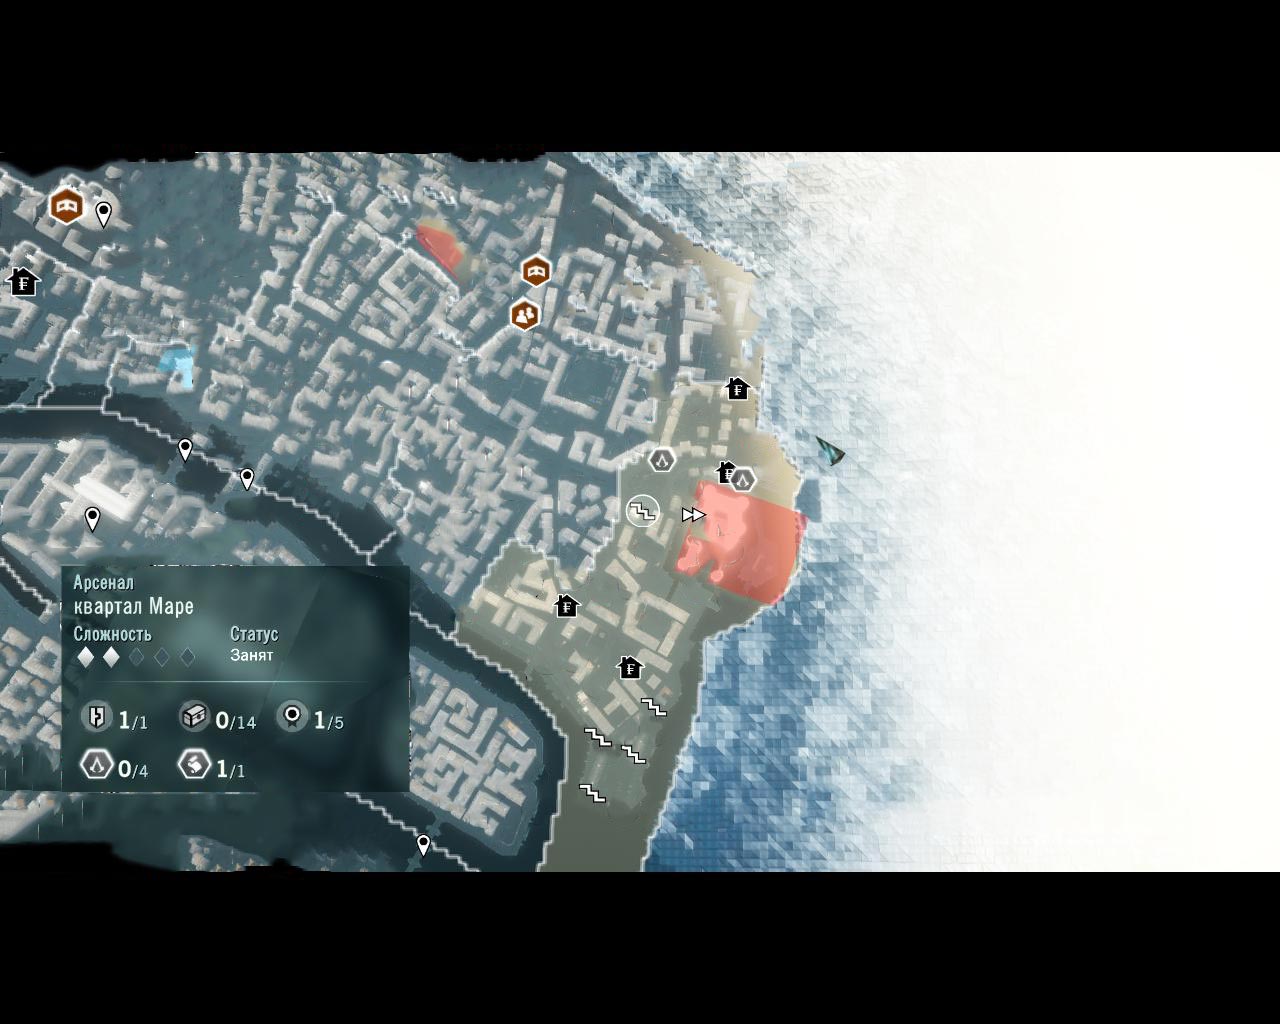 Арсенал
квартал Маре
Сложность Статус
Занят
1/1 0/14 1/5
0/4 1/1